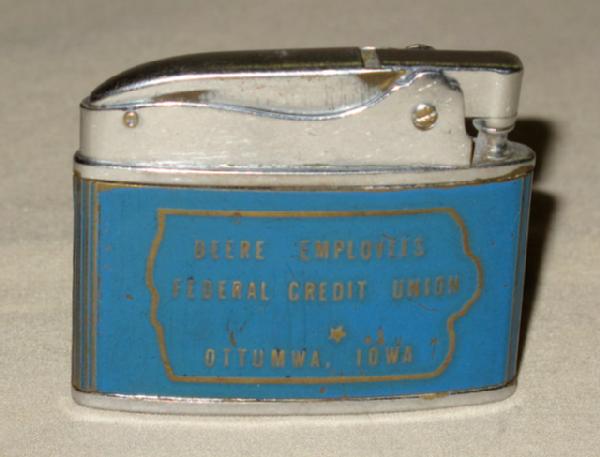 DEERE EMPLOYEES
FEDERAL CREDIT UNION
OTTUMWA, IOWA